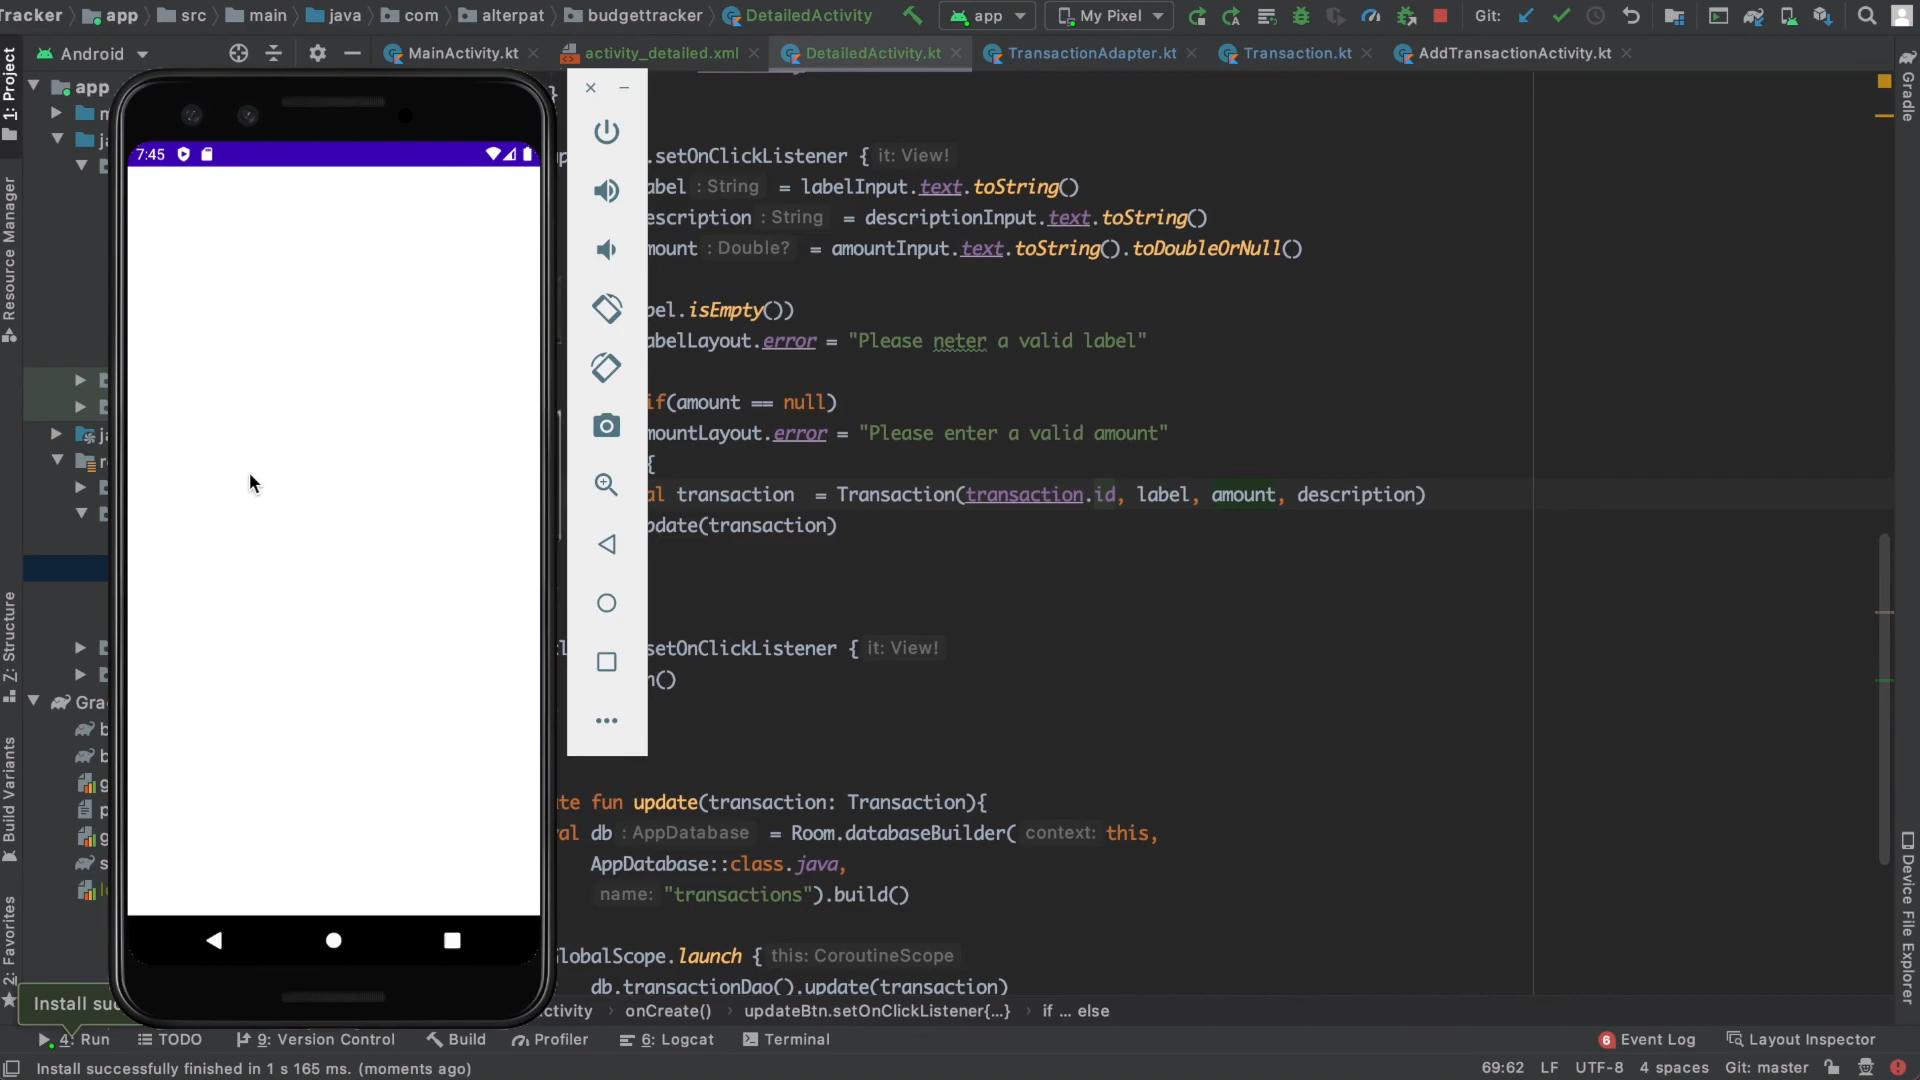 Tracker app src main java com alterpat budgettracker DetailedActivity app My Pixel Git:
Android MainActivity.kt activity_detailed.xml DetailedActivity.kt TransactionAdapter.kt Transaction.kt AddTransactionActivity.kt
1: Project
Resource Manager
Z: Structure
Build Variants
2: Favorites
app
Gra
7:45
}
.setOnClickListener { it: View!
abel : String = labelInput.text.toString()
escription : String = descriptionInput.text.toString()
mount : Double? = amountInput.text.toString().toDoubleOrNull()
bel.isEmpty())
abelLayout.error = "Please neter a valid label"
if(amount == null)
mountLayout.error = "Please enter a valid amount"
{
al transaction = Transaction(transaction.id, label, amount, description)
pdate(transaction)
setOnClickListener { it: View!
n()
te fun update(transaction: Transaction){
al db : AppDatabase = Room.databaseBuilder( context: this,
AppDatabase::class.java,
name: "transactions").build()
lobalScope.launch { this: CoroutineScope
db.transactionDao().update(transaction)
Install suc
ctivity onCreate() updateBtn.setOnClickListener{...} if ... else
4: Run TODO 9: Version Control Build Profiler 6: Logcat Terminal 6 Event Log Layout Inspector
Install successfully finished in 1 s 165 ms. (moments ago) 69:62 LF UTF-8 4 spaces Git: master
Gradle
Device File Explorer